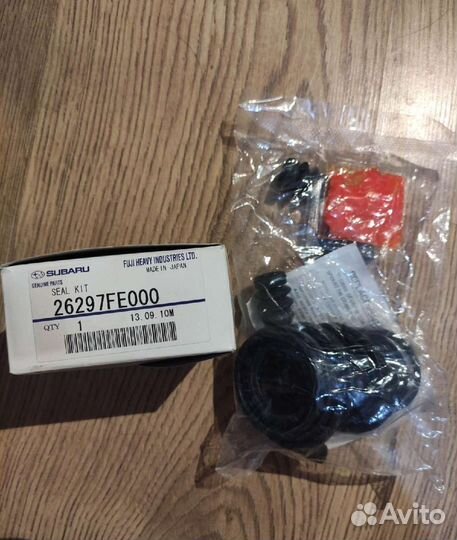 SUBARU
FUJI HEAVY INDUSTRIES LTD.
GENUINE PARTS
MADE IN JAPAN
SEAL KIT
26297FE000
QTY 1 13.09.10M
Avito